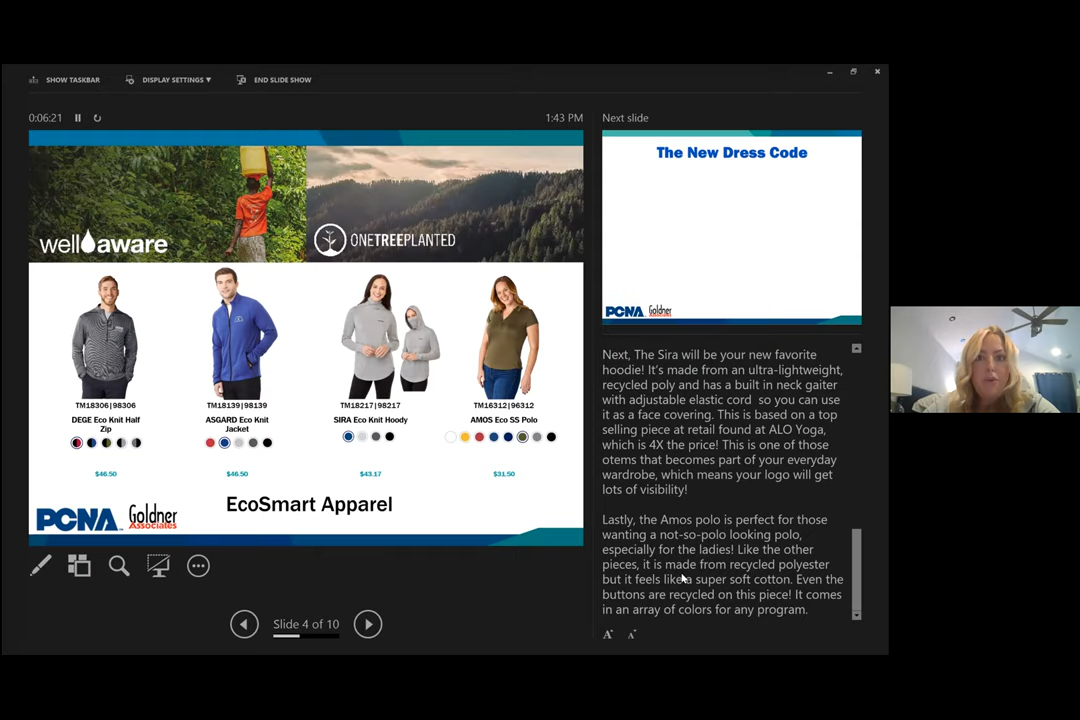 SHOW TASKBAR
DISPLAY SETTINGS ▼
END SLIDE SHOW
0:06:21
1:43 PM
Next slide
well aware
ONETREEPLANTED
TM18306|98306
DEGE Eco Knit Half
Zip
$46.50
TM18139|98139
ASGARD Eco Knit
Jacket
$46.50
TM18217|98217
SIRA Eco Knit Hoody
$43.17
TM16312|96312
AMOS Eco SS Polo
$31.50
PCNA
Goldner
Associates
EcoSmart Apparel
Slide 4 of 10
The New Dress Code
PCNA
Goldner
Associates
Next, The Sira will be your new favorite
hoodie! It's made from an ultra-lightweight,
recycled poly and has a built in neck gaiter
with adjustable elastic cord  so you can use
it as a face covering. This is based on a top
selling piece at retail found at ALO Yoga,
which is 4X the price! This is one of those
otems that becomes part of your everyday
wardrobe, which means your logo will get
lots of visibility!
Lastly, the Amos polo is perfect for those
wanting a not-so-polo looking polo,
especially for the ladies! Like the other
pieces, it is made from recycled polyester
but it feels like a super soft cotton. Even the
buttons are recycled on this piece! It comes
in an array of colors for any program.
A A